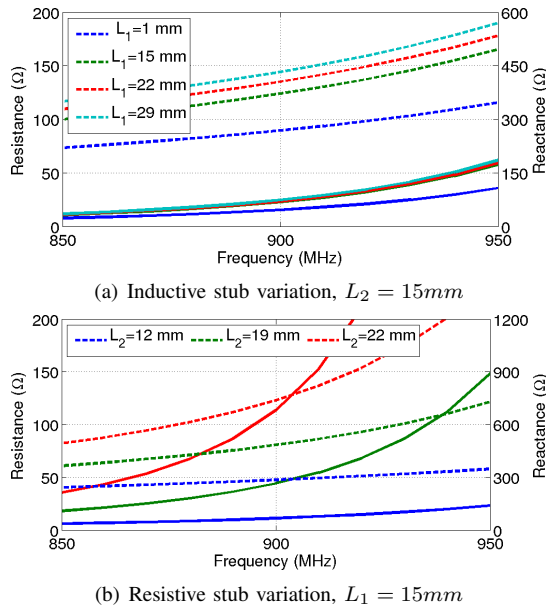 200
150
100
50
0
Resistance (Ω)
L1=1 mm
L1=15 mm
L1=22 mm
L1=29 mm
600
450
300
150
0
Reactance (Ω)
850
900
950
Frequency (MHz)
(a) Inductive stub variation, L2 = 15mm
200
150
100
50
0
Resistance (Ω)
L2=12 mm
L2=19 mm
L2=22 mm
1200
900
600
300
0
Reactance (Ω)
850
900
950
Frequency (MHz)
(b) Resistive stub variation, L1 = 15mm